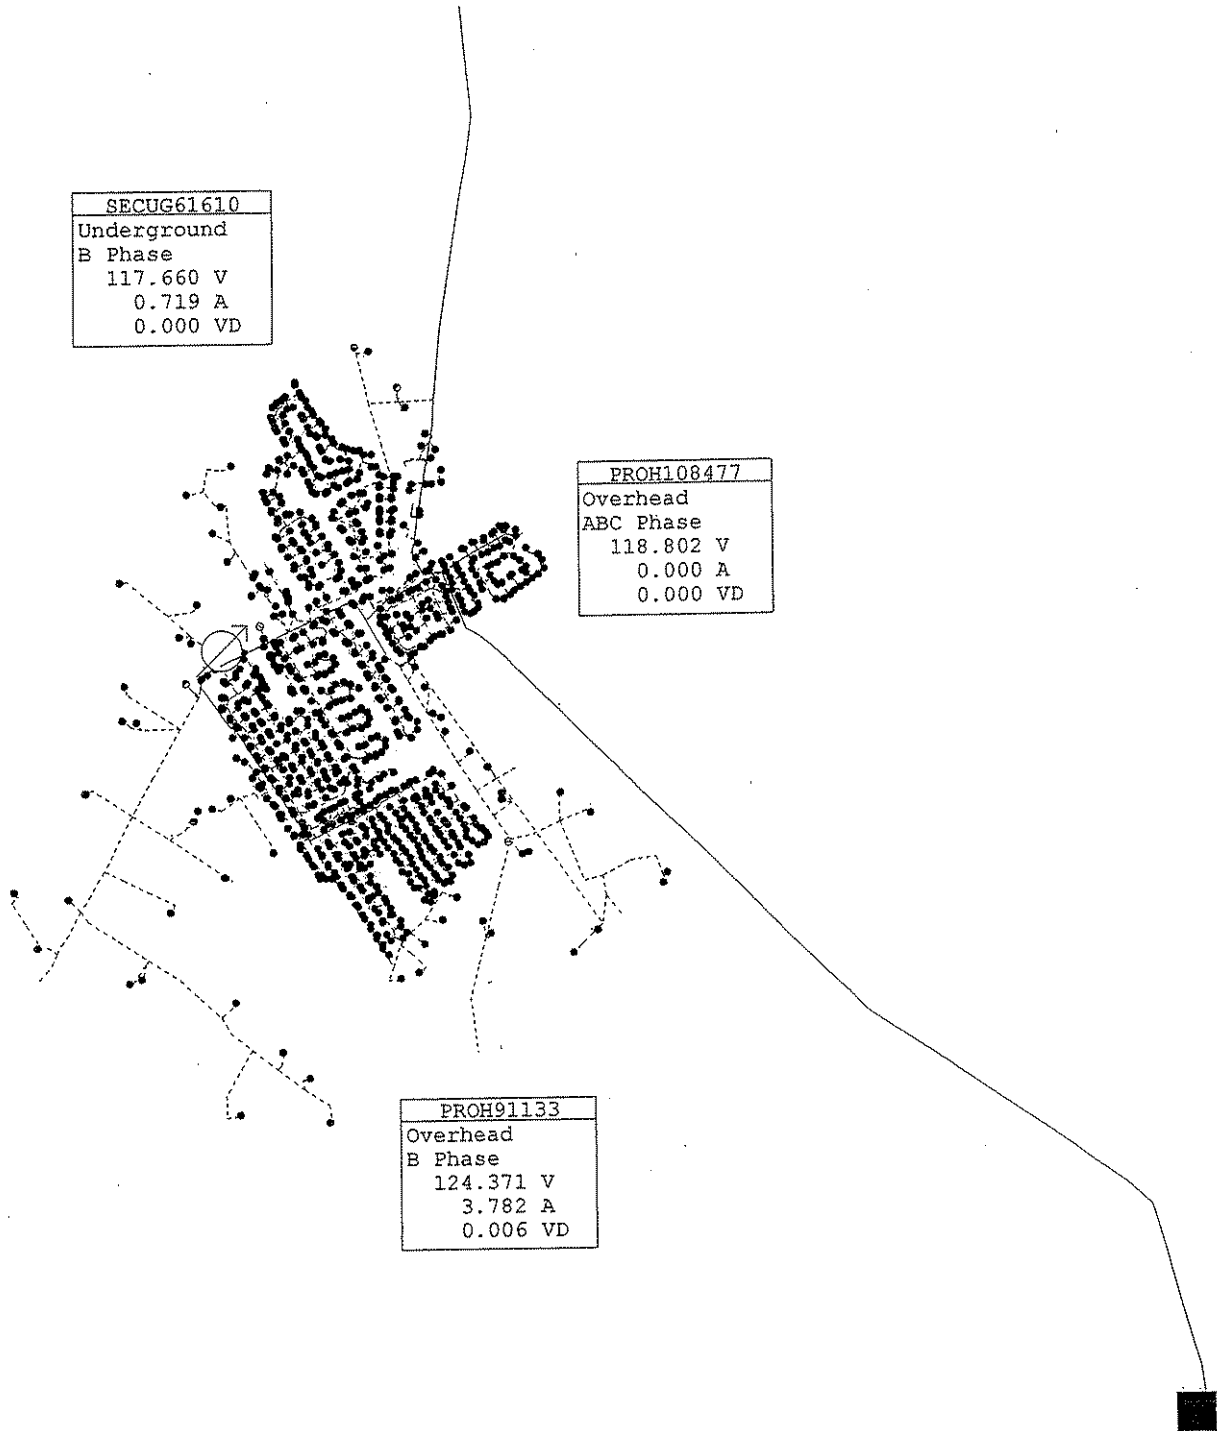 SECUG61610
Underground
B Phase
117.660 V
0.719 A
0.000 VD
PROH108477
Overhead
ABC Phase
118.802 V
0.000 A
0.000 VD
PROH91133
Overhead
B Phase
124.371 V
3.782 A
0.006 VD